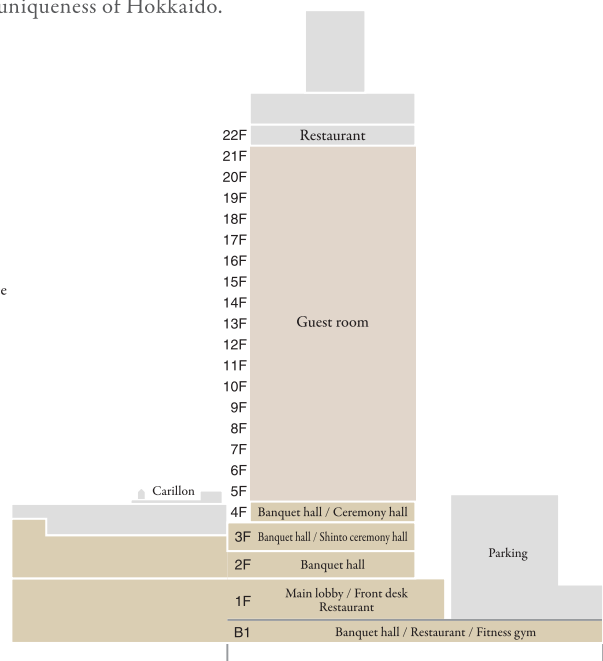 uniqueness of Hokkaido.
22F Restaurant
21F
20F
19F
18F
17F
16F
15F
e
14F
13F Guest room
12F
11F
10F
9F
8F
7F
6F
Carillon 5F
4F Banquet hall / Ceremony hall
3F Banquet hall / Shinto ceremony hall
2F Banquet hall
Parking
1F Main lobby / Front desk
Restaurant
B1 Banquet hall / Restaurant / Fitness gym